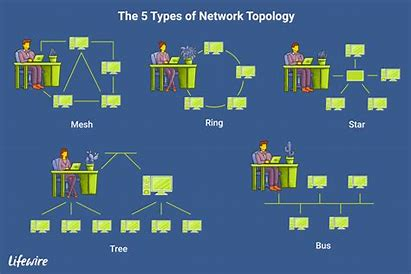 The 5 Types of Network Topology
Mesh
Ring
Star
Tree
Bus
Lifewire